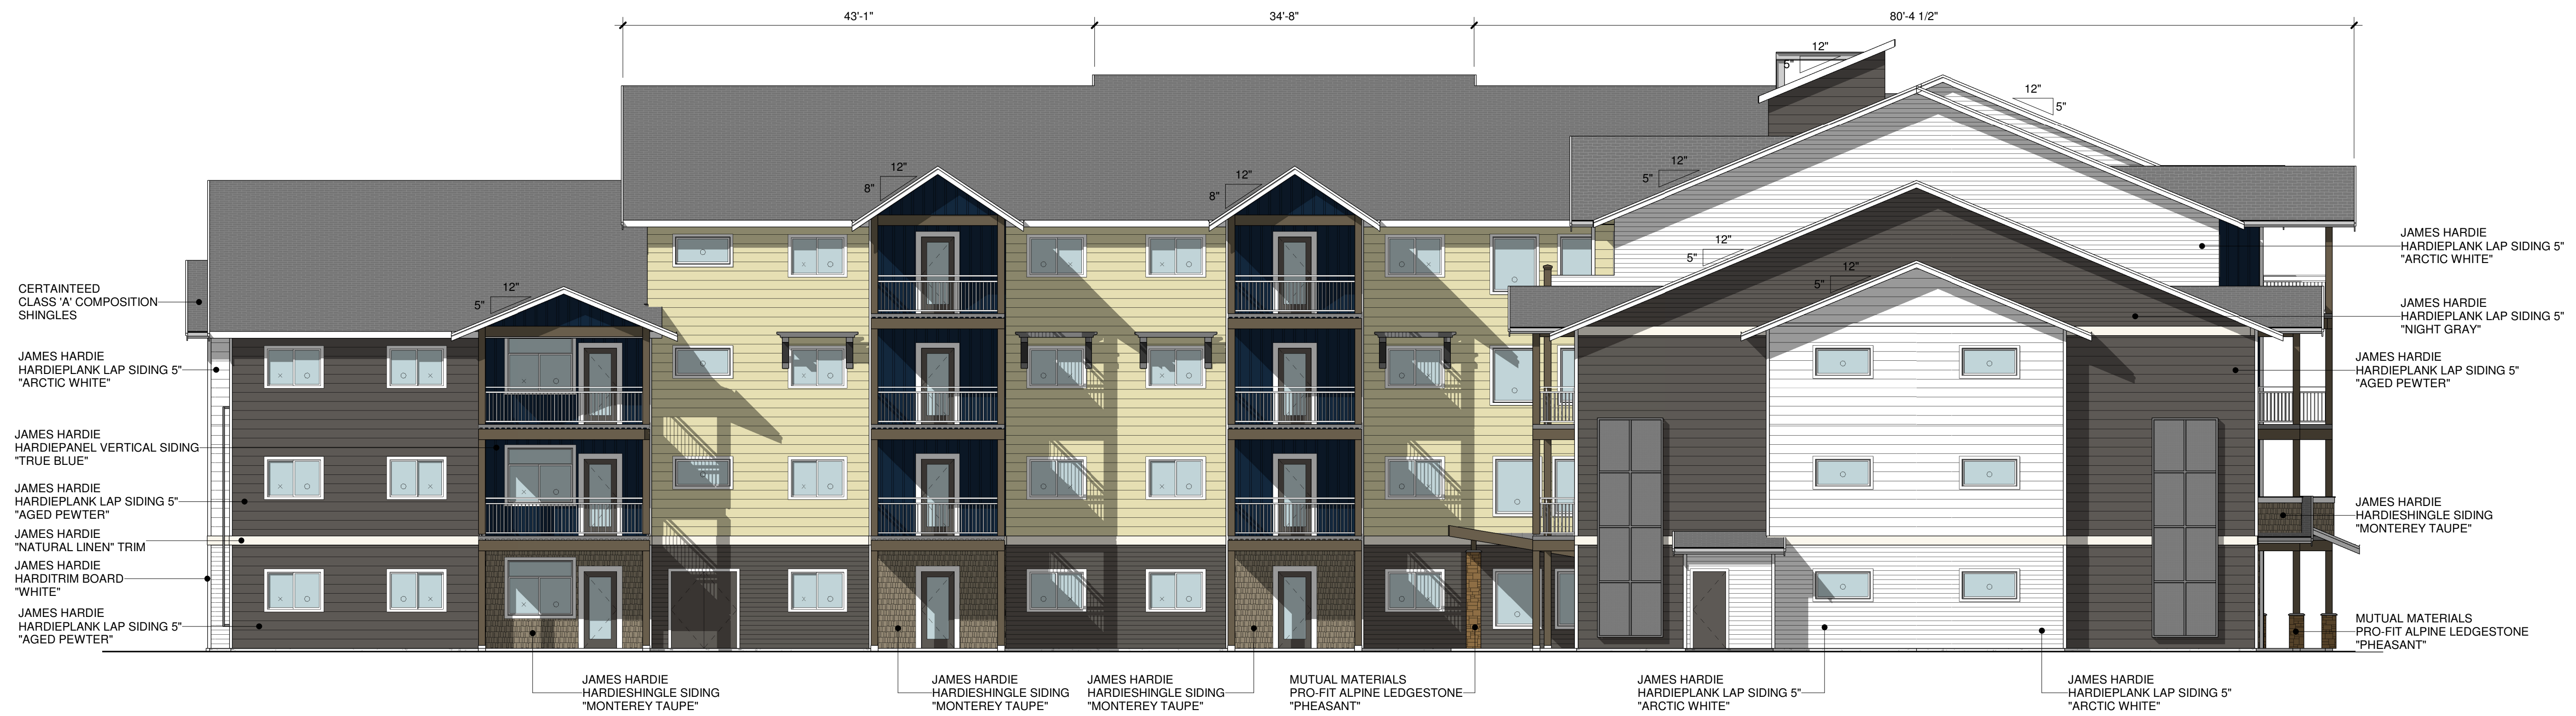 43'-1"
34'-8"
80'-4 1/2"
12"
5"
12"
5"
12"
8"
12"
8"
12"
5"
12"
5"
12"
5"
12"
5"
CERTAINTEED
CLASS 'A' COMPOSITION
SHINGLES
JAMES HARDIE
HARDIEPLANK LAP SIDING 5"
"ARCTIC WHITE"
JAMES HARDIE
HARDIEPANEL VERTICAL SIDING
"TRUE BLUE"
JAMES HARDIE
HARDIEPLANK LAP SIDING 5"
"AGED PEWTER"
JAMES HARDIE
"NATURAL LINEN" TRIM
JAMES HARDIE
HARDITRIM BOARD
"WHITE"
JAMES HARDIE
HARDIEPLANK LAP SIDING 5"
"AGED PEWTER"
JAMES HARDIE
HARDIEPLANK LAP SIDING 5"
"ARCTIC WHITE"
JAMES HARDIE
HARDIEPLANK LAP SIDING 5"
"NIGHT GRAY"
JAMES HARDIE
HARDIEPLANK LAP SIDING 5"
"AGED PEWTER"
JAMES HARDIE
HARDIESHINGLE SIDING
"MONTEREY TAUPE"
MUTUAL MATERIALS
PRO-FIT ALPINE LEDGESTONE
"PHEASANT"
JAMES HARDIE
HARDIESHINGLE SIDING
"MONTEREY TAUPE"
JAMES HARDIE
HARDIESHINGLE SIDING
"MONTEREY TAUPE"
JAMES HARDIE
HARDIESHINGLE SIDING
"MONTEREY TAUPE"
MUTUAL MATERIALS
PRO-FIT ALPINE LEDGESTONE
"PHEASANT"
JAMES HARDIE
HARDIEPLANK LAP SIDING 5"
"ARCTIC WHITE"
JAMES HARDIE
HARDIEPLANK LAP SIDING 5"
"ARCTIC WHITE"